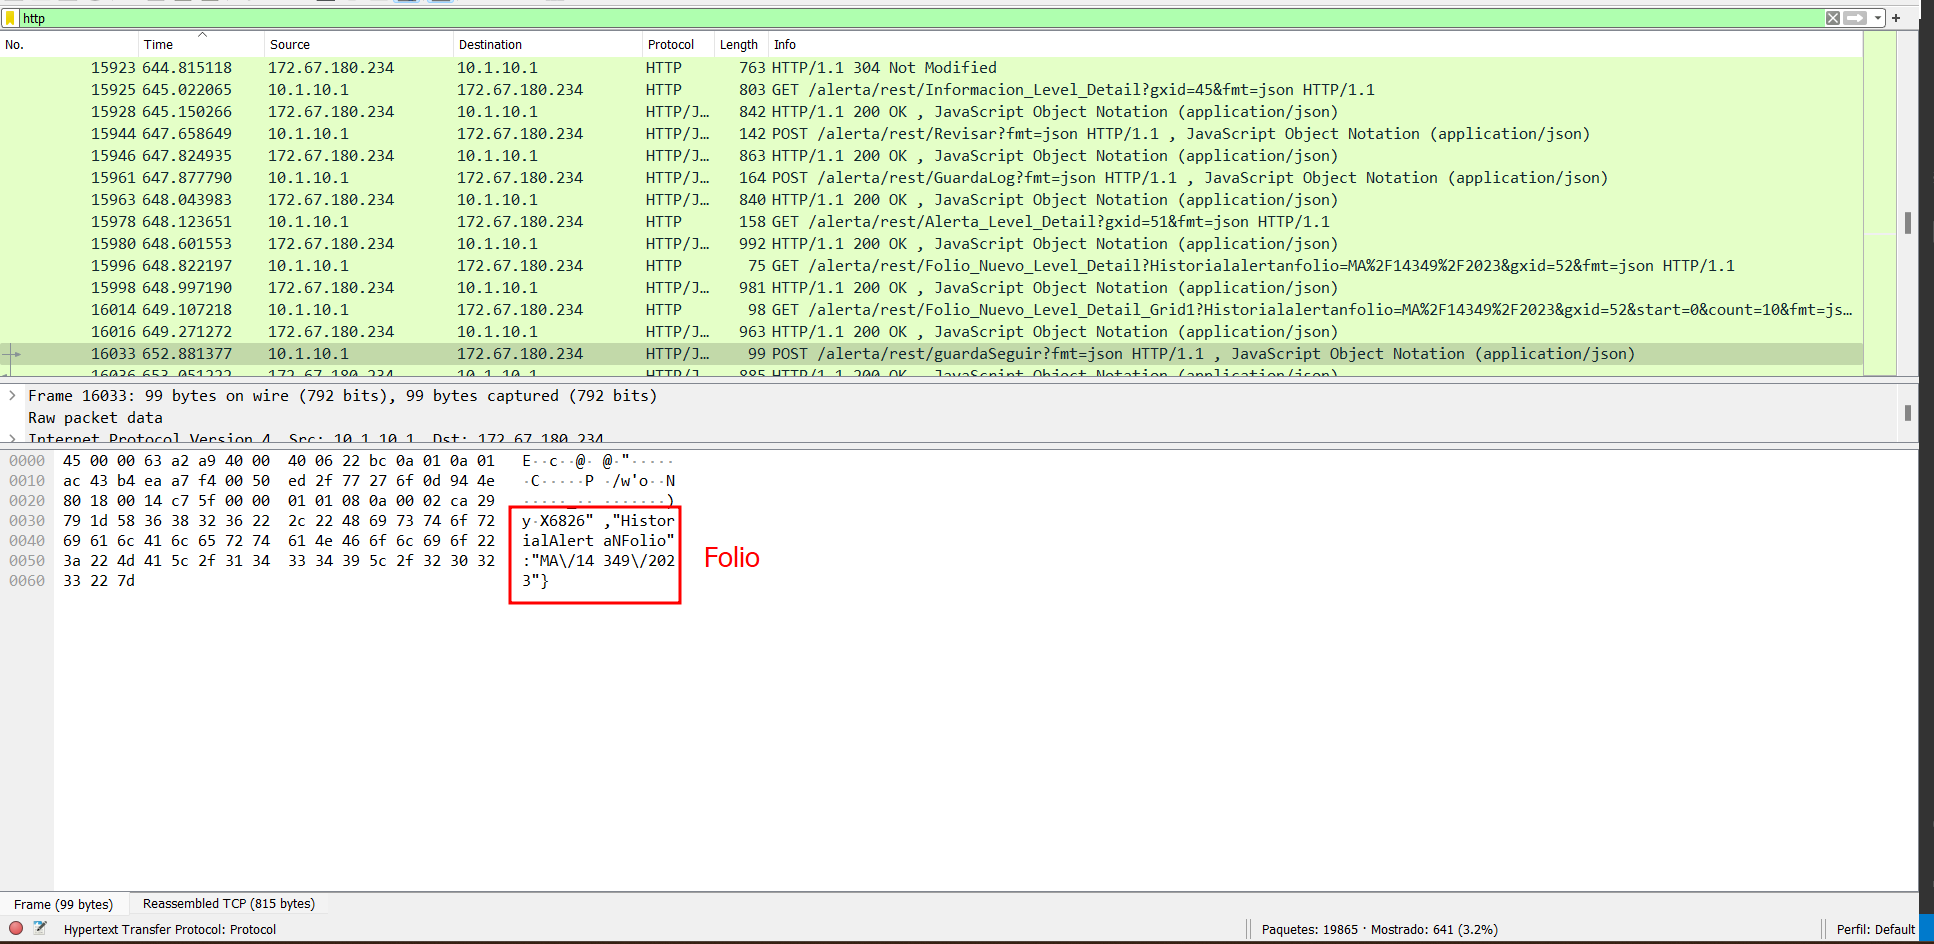 http
No. Time Source Destination Protocol Length Info
15923 644.815118 172.67.180.234 10.1.10.1 HTTP 763 HTTP/1.1 304 Not Modified
15925 645.022065 10.1.10.1 172.67.180.234 HTTP 803 GET /alerta/rest/Informacion_Level_Detail?gxid=45&fmt=json HTTP/1.1
15928 645.150266 172.67.180.234 10.1.10.1 HTTP/J… 842 HTTP/1.1 200 OK , JavaScript Object Notation (application/json)
15944 647.658649 10.1.10.1 172.67.180.234 HTTP/J… 142 POST /alerta/rest/Revisar?fmt=json HTTP/1.1 , JavaScript Object Notation (application/json)
15946 647.824935 172.67.180.234 10.1.10.1 HTTP/J… 863 HTTP/1.1 200 OK , JavaScript Object Notation (application/json)
15961 647.877790 10.1.10.1 172.67.180.234 HTTP/J… 164 POST /alerta/rest/GuardaLog?fmt=json HTTP/1.1 , JavaScript Object Notation (application/json)
15963 648.043983 172.67.180.234 10.1.10.1 HTTP/J… 840 HTTP/1.1 200 OK , JavaScript Object Notation (application/json)
15978 648.123651 10.1.10.1 172.67.180.234 HTTP 158 GET /alerta/rest/Alerta_Level_Detail?gxid=51&fmt=json HTTP/1.1
15980 648.601553 172.67.180.234 10.1.10.1 HTTP/J… 992 HTTP/1.1 200 OK , JavaScript Object Notation (application/json)
15996 648.822197 10.1.10.1 172.67.180.234 HTTP 75 GET /alerta/rest/Folio_Nuevo_Level_Detail?Historialalertanfolio=MA%2F14349%2F2023&gxid=52&fmt=json HTTP/1.1
15998 648.997190 172.67.180.234 10.1.10.1 HTTP/J… 981 HTTP/1.1 200 OK , JavaScript Object Notation (application/json)
16014 649.107218 10.1.10.1 172.67.180.234 HTTP 98 GET /alerta/rest/Folio_Nuevo_Level_Detail_Grid1?Historialalertanfolio=MA%2F14349%2F2023&gxid=52&start=0&count=10&fmt=js…
16016 649.271272 172.67.180.234 10.1.10.1 HTTP/J… 963 HTTP/1.1 200 OK , JavaScript Object Notation (application/json)
16033 652.881377 10.1.10.1 172.67.180.234 HTTP/J… 99 POST /alerta/rest/guardaSeguir?fmt=json HTTP/1.1 , JavaScript Object Notation (application/json)
16036 653.051222 172.67.180.234 10.1.10.1 HTTP/J… 885 HTTP/1.1 200 OK , JavaScript Object Notation (application/json)
Frame 16033: 99 bytes on wire (792 bits), 99 bytes captured (792 bits)
Raw packet data
Internet Protocol Version 4, Src: 10.1.10.1, Dst: 172.67.180.234
0000 45 00 00 63 a2 a9 40 00 40 06 22 bc 0a 01 0a 01 E··c··@· @·"·····
0010 ac 43 b4 ea a7 f4 00 50 ed 2f 77 27 6f 0d 94 4e ·C·····P ·/w'o··N
0020 80 18 00 14 c7 5f 00 00 01 01 08 0a 00 02 ca 29 ·····_·· ·······)
0030 79 1d 58 36 38 32 36 22 2c 22 48 69 73 74 6f 72 y·X6826" ,"Histor
0040 69 61 6c 41 6c 65 72 74 61 4e 46 6f 6c 69 6f 22 ialAlert aNFolio"
0050 3a 22 4d 41 5c 2f 31 34 33 34 39 5c 2f 32 30 32 :"MA\/14 349\/202
0060 33 22 7d 3"}
Folio
Frame (99 bytes) Reassembled TCP (815 bytes)
Hypertext Transfer Protocol: Protocol Paquetes: 19865 · Mostrado: 641 (3.2%) Perfil: Default